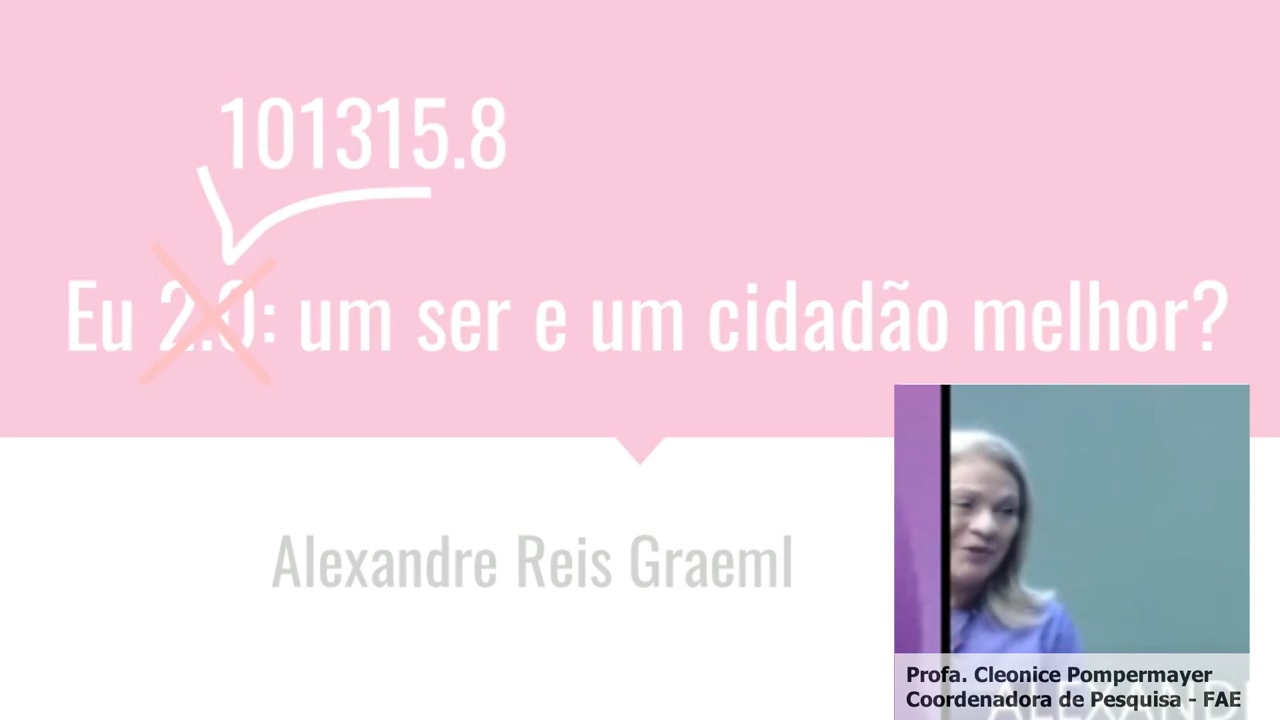 101315.8
Eu 2.0: um ser e um cidadão melhor?
Alexandre Reis Graeml
Profa. Cleonice Pompermayer
Coordenadora de Pesquisa - FAE